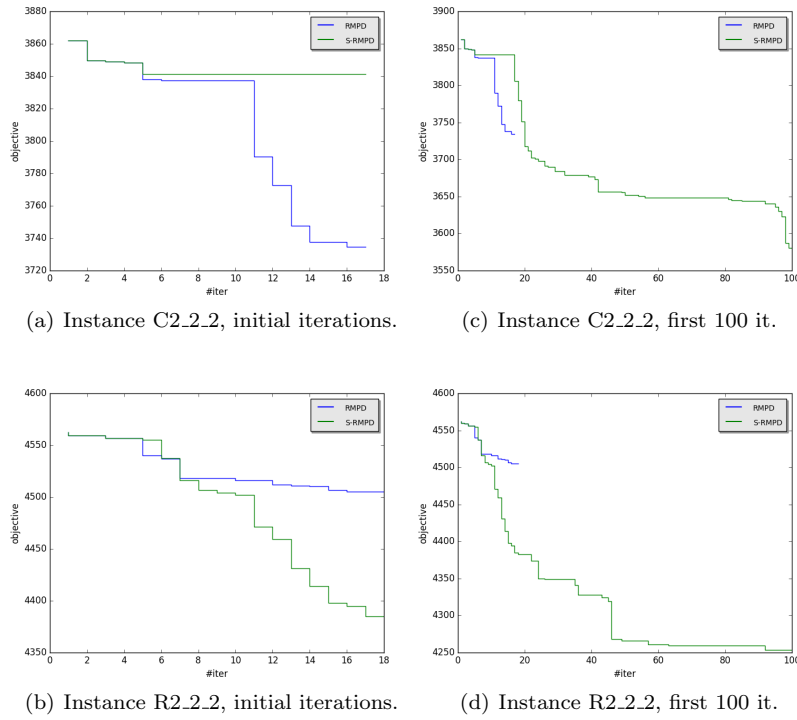 3880
3860
3840
3820
3800
3780
3760
3740
3720
objective
0 2 4 6 8 10 12 14 16 18
#iter
RMPD
S-RMPD
(a) Instance C2_2_2, initial iterations.
3900
3850
3800
3750
3700
3650
3600
3550
objective
0 20 40 60 80 100
#iter
RMPD
S-RMPD
(c) Instance C2_2_2, first 100 it.
4600
4550
4500
4450
4400
4350
objective
0 2 4 6 8 10 12 14 16 18
#iter
RMPD
S-RMPD
(b) Instance R2_2_2, initial iterations.
4600
4550
4500
4450
4400
4350
4300
4250
objective
0 20 40 60 80 100
#iter
RMPD
S-RMPD
(d) Instance R2_2_2, first 100 it.